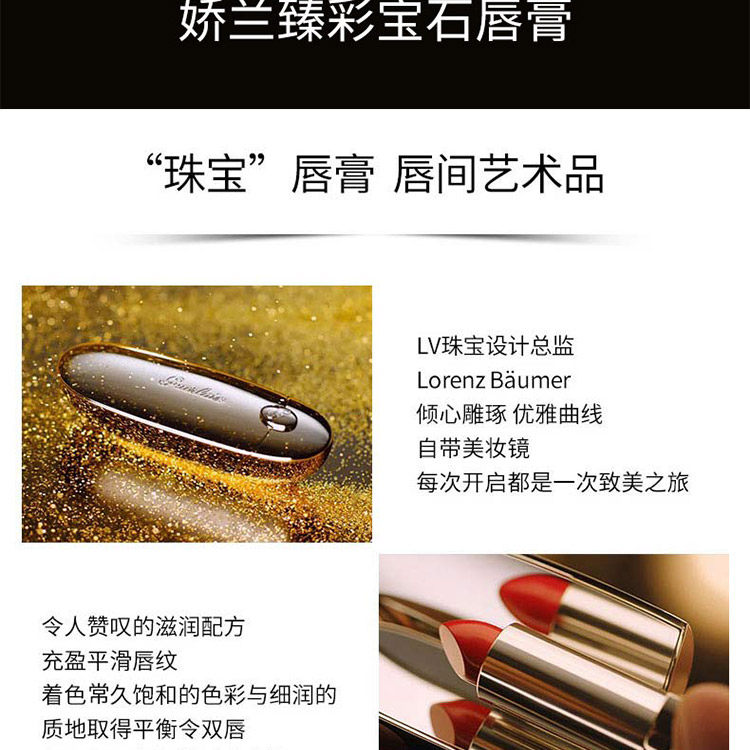 娇兰臻彩宝石唇膏
“珠宝”唇膏 唇间艺术品
Guerlain
LV珠宝设计总监
Lorenz Bäumer
倾心雕琢 优雅曲线
自带美妆镜
每次开启都是一次致美之旅
令人赞叹的滋润配方
充盈平滑唇纹
着色常久饱和的色彩与细润的
质地取得平衡令双唇